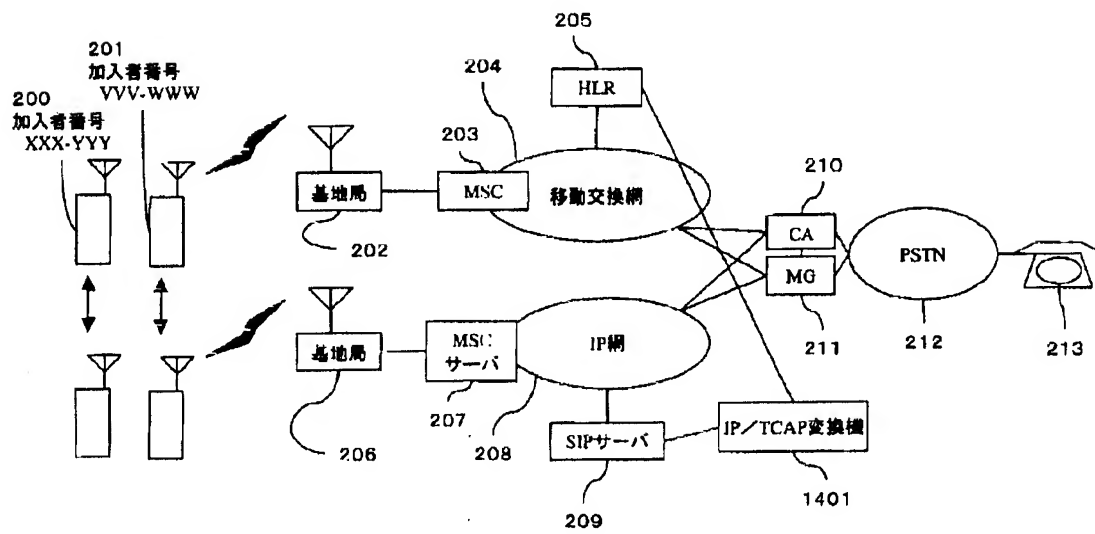 201
加入者番号
VVV-WWW
200
加入者番号
XXX-YYY
205
HLR
204
203
MSC
移動交換網
基地局
202
210
CA
MG
211
PSTN
212
213
基地局
206
MSC
サーバ
207
IP網
208
SIPサーバ
209
IP／TCAP変換機
1401